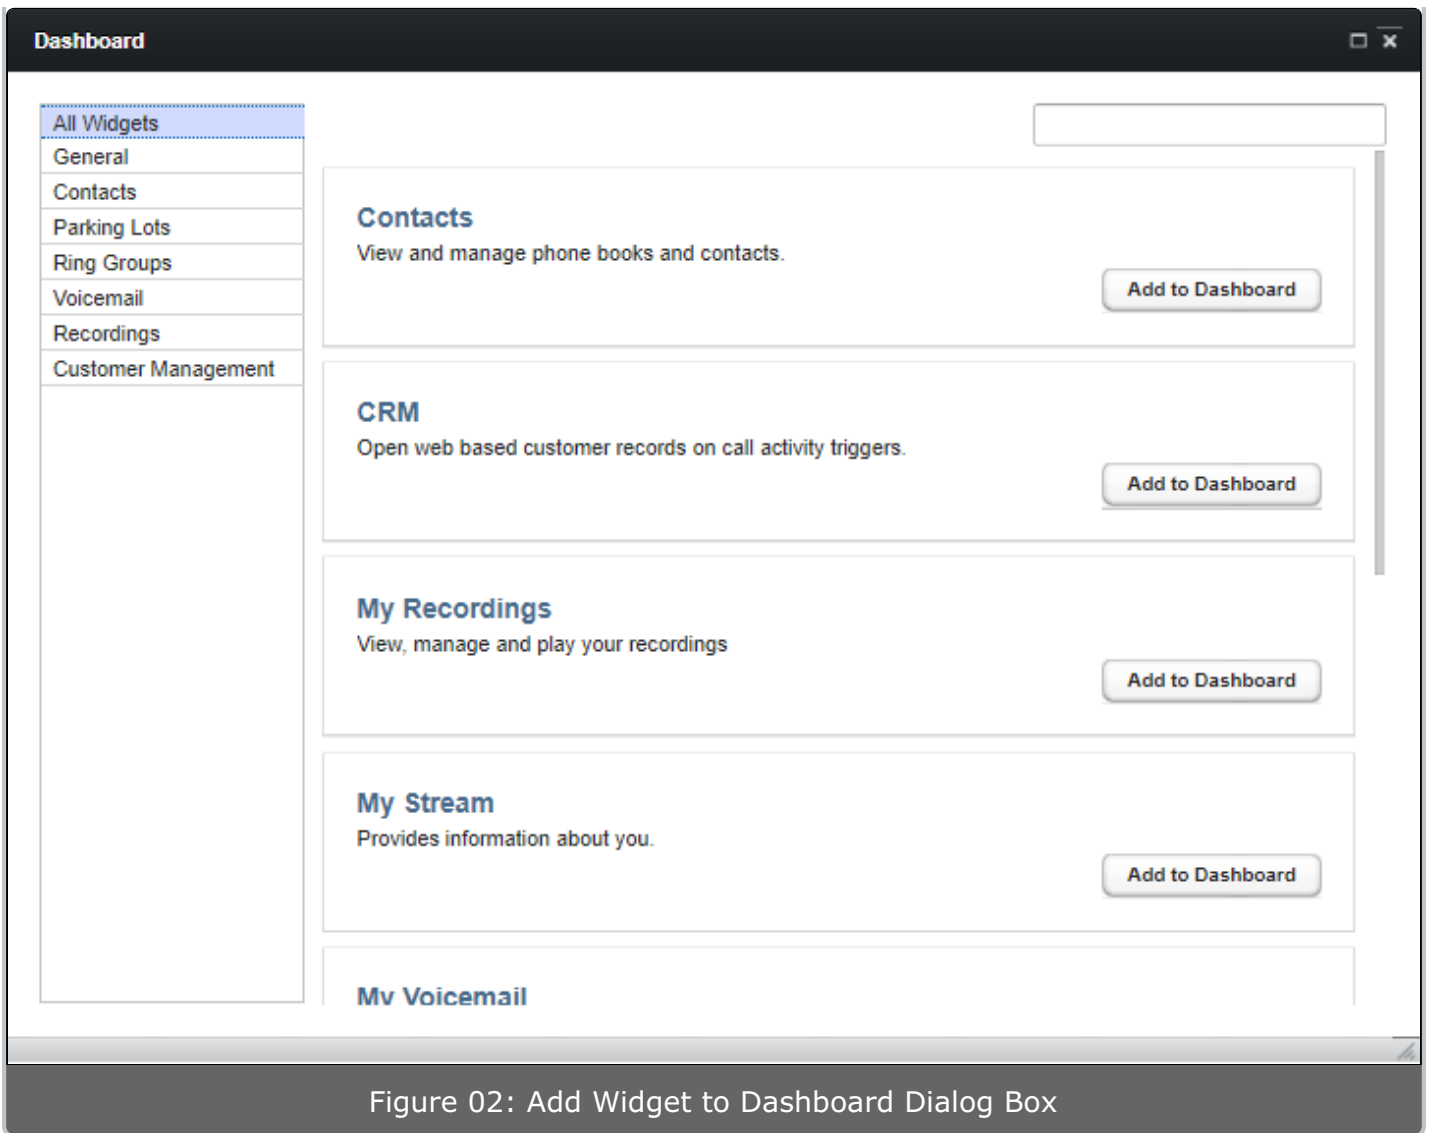 Dashboard
All Widgets
General
Contacts
Parking Lots
Ring Groups
Voicemail
Recordings
Customer Management
Contacts
View and manage phone books and contacts.
Add to Dashboard
CRM
Open web based customer records on call activity triggers.
Add to Dashboard
My Recordings
View, manage and play your recordings
Add to Dashboard
My Stream
Provides information about you.
Add to Dashboard
My Voicemail
Figure 02: Add Widget to Dashboard Dialog Box